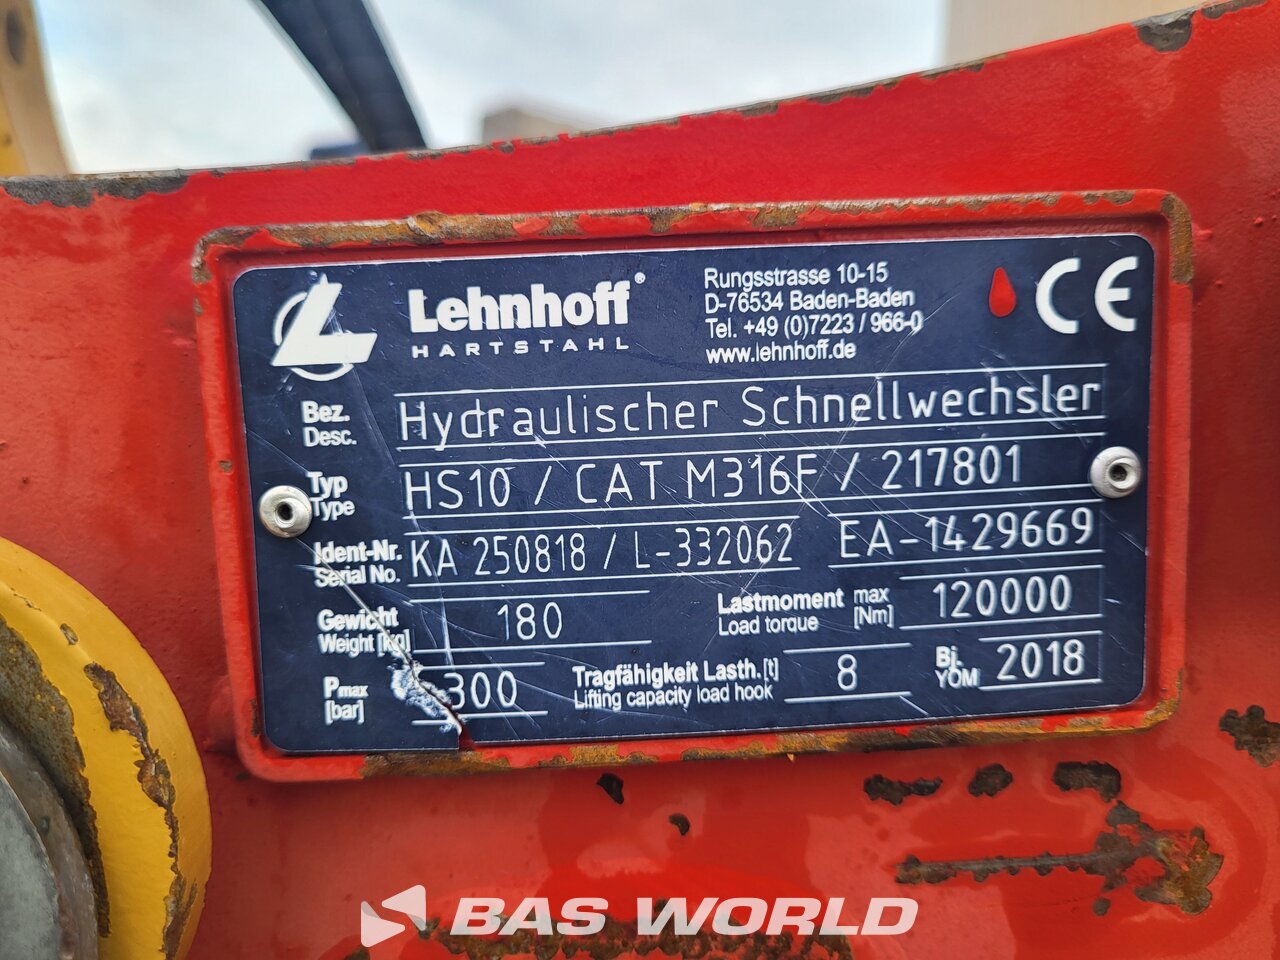 Lehnhoff®
HARTSTAHL
Rungsstrasse 10-15
D-76534 Baden-Baden
Tel. +49 (0)7223 / 966-0
www.lehnhoff.de
CE
Bez. Hydraulischer Schnellwechsler
Desc.
Typ HS10 / CAT M316F / 217801
Type
Ident-Nr. KA 250818 / L-332062 EA-1429669
Serial No.
Gewicht 180 Lastmoment max 120000
Weight [kg] Load torque [Nm]
Pmax 300 Tragfähigkeit Lasth. [t] 8 Bj. 2018
[bar] Lifting capacity load hook YOM
BAS WORLD